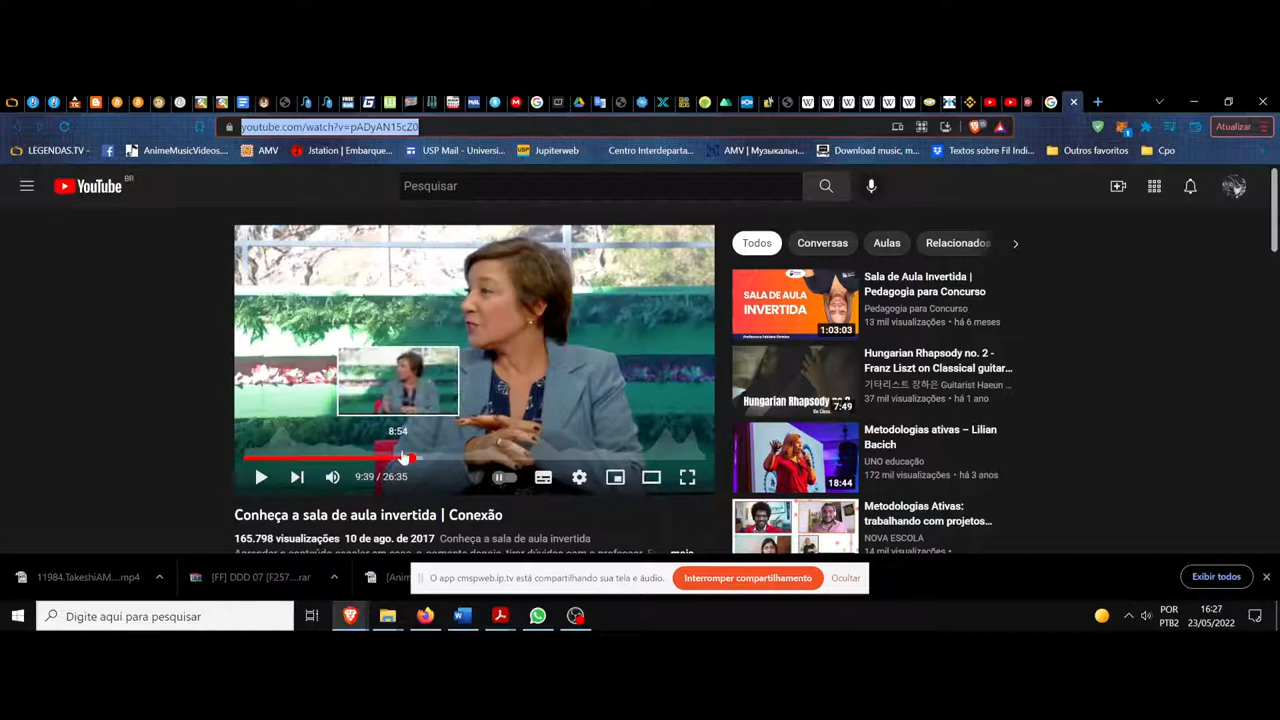 youtube.com/watch?v=pADyAN15cZ0
Atualizar
LEGENDAS.TV -
AnimeMusicVideos...
AMV
Jstation | Embarque...
USP Mail - Universi...
Jupiterweb
Centro Interdeparta...
AMV | Музыкальн...
Download music, m...
Textos sobre Fil Indi...
Outros favoritos
Cpo
YouTube BR
Pesquisar
Todos
Conversas
Aulas
Relacionados
SALA DE AULA
INVERTIDA
1:03:03
Sala de Aula Invertida |
Pedagogia para Concurso
Pedagogia para Concurso
13 mil visualizações • há 6 meses
Hungarian Rhapsody
7:49
Hungarian Rhapsody no. 2 -
Franz Liszt on Classical guitar...
기타리스트 장하은 Guitarist Haeun ...
37 mil visualizações • há 1 ano
8:54
9:39 / 26:35
18:44
Metodologias ativas – Lilian
Bacich
UNO educação
172 mil visualizações • há 3 anos
Metodologias Ativas:
trabalhando com projetos...
NOVA ESCOLA
14 mil visualizações
Conheça a sala de aula invertida | Conexão
165.798 visualizações 10 de ago. de 2017 Conheça a sala de aula invertida
mais
11984.TakeshiAM....mp4
[FF] DDD 07 [F257....rar
[Ani
O app cmspweb.ip.tv está compartilhando sua tela e áudio.
Interromper compartilhamento
Ocultar
Exibir todos
Digite aqui para pesquisar
POR
PTB2
16:27
23/05/2022